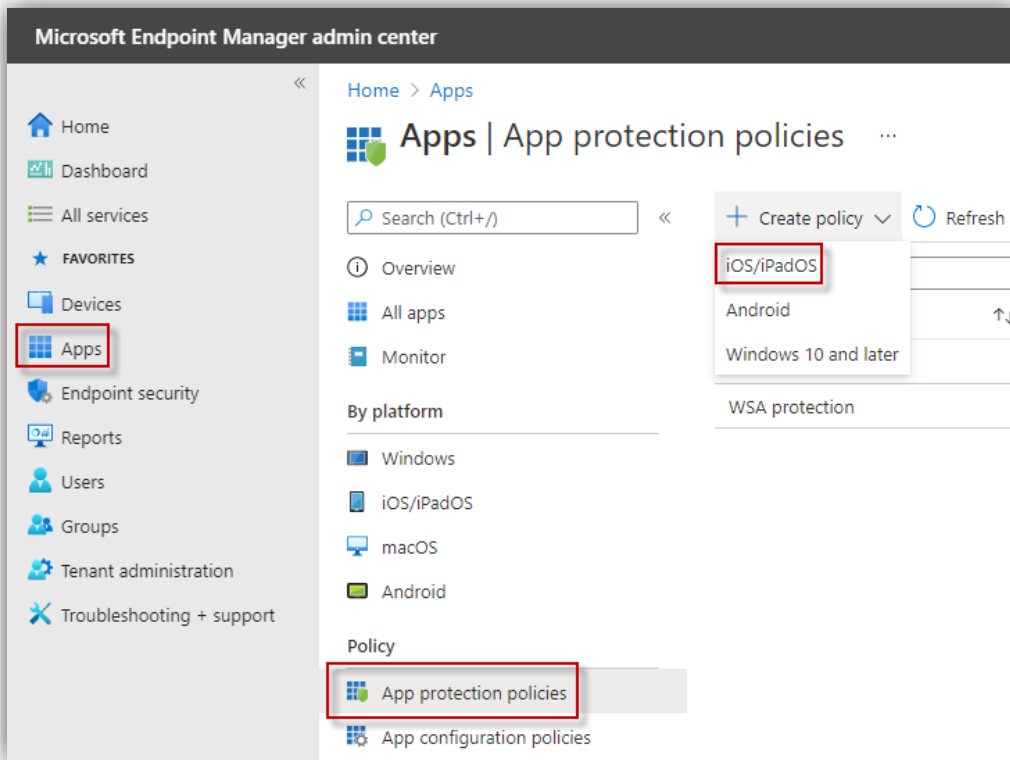 Microsoft Endpoint Manager admin center
Home
Dashboard
All services
FAVORITES
Devices
Apps
Endpoint security
Reports
Users
Groups
Tenant administration
Troubleshooting + support
Home > Apps
Apps | App protection policies ...
Search (Ctrl+/)
Overview
All apps
Monitor
By platform
Windows
iOS/iPadOS
macOS
Android
Policy
App protection policies
App configuration policies
Create policy
Refresh
iOS/iPadOS
Android
Windows 10 and later
WSA protection